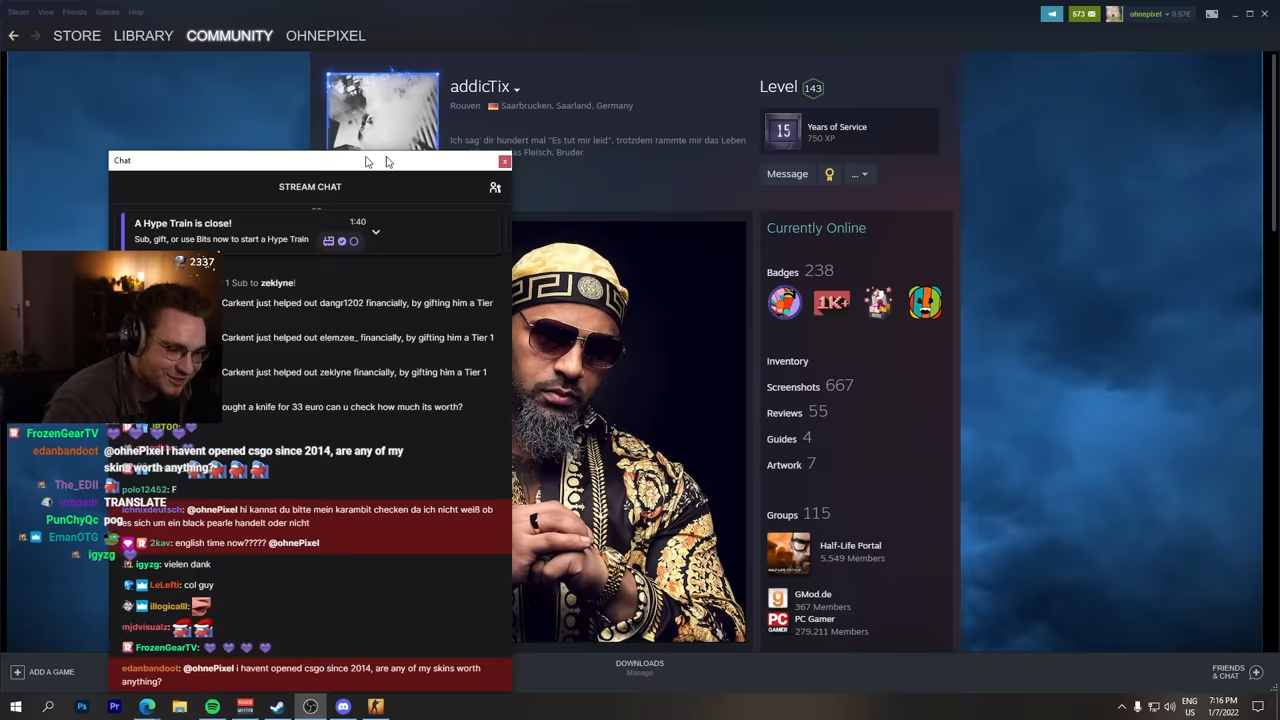 Steam View Friends Games Help
573
ohnepixel 0.57€
STORE LIBRARY COMMUNITY OHNEPIXEL
addicTix
Level 143
Rouven Saarbrucken, Saarland, Germany
15 Years of Service
750 XP
Ich sag' dir hundert mal "Es tut mir leid", trotzdem rammte mir das Leben
as Fleisch. Bruder.
Message ...
Chat
x
STREAM CHAT
A Hype Train is close!
1:40
Sub, gift, or use Bits now to start a Hype Train
Currently Online
Badges 238
1K+
2337
1 Sub to zeklyne!
Carkent just helped out dangr1202 financially, by gifting him a Tier
Carkent just helped out elemzee_ financially, by gifting him a Tier 1
Carkent just helped out zeklyne financially, by gifting him a Tier 1
ought a knife for 33 euro can u check how much its worth?
Inventory
Screenshots 667
Reviews 55
Guides 4
Artwork 7
Groups 115
Half-Life Portal
5,549 Members
GMod.de
367 Members
PC Gamer
279,211 Members
PC
GAMER
FrozenGearTV
edanbandoot @ohnePixel i havent opened csgo since 2014, are any of my
skins worth anything?
The_EDII
TRANSLATE
PunChyQc pog
EmanOTG
igyzg
polo12452: F
ichnixdeutsch: @ohnePixel hi kannst du bitte mein karambit checken da ich nicht weiß ob
es sich um ein black pearle handelt oder nicht
2kav: english time now????? @ohnePixel
igyzg: vielen dank
LeLefti: col guy
illogicalll:
mjdvisualz:
FrozenGearTV:
edanbandoot: @ohnePixel i havent opened csgo since 2014, are any of my skins worth
anything?
ADD A GAME
DOWNLOADS
Manage
FRIENDS
& CHAT
Ps
Pr
ENG
US
7:16 PM
1/7/2022